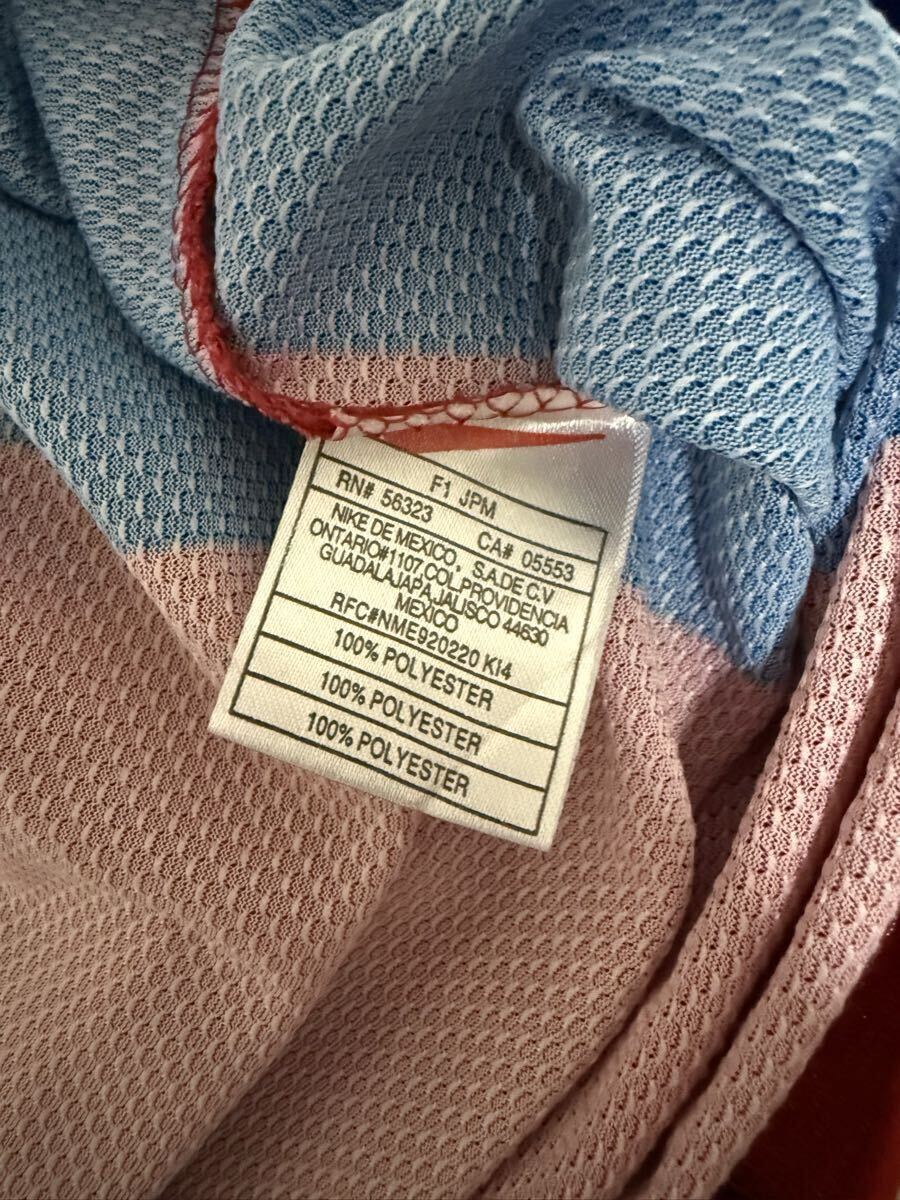 F1 JPM
RN# 56323 CA# 05553
NIKE DE MEXICO, S.A.DE C.V
ONTARIO#1107,COL.PROVIDENCIA
GUADALAJAPA,JALISCO 44630
MEXICO
RFC#NME920220 KI4
100% POLYESTER
100% POLYESTER
100% POLYESTER